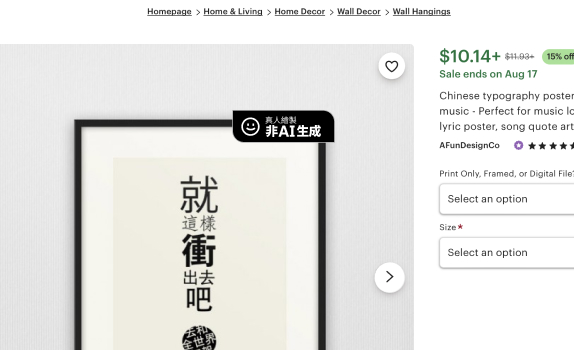 Homepage > Home & Living > Home Decor > Wall Decor > Wall Hangings
真人繪製
非AI生成
就
這樣
衝
出去
吧
$10.14+ $11.93+ 15% off
Sale ends on Aug 17
Chinese typography poster
music - Perfect for music lo
lyric poster, song quote art
AFunDesignCo
Print Only, Framed, or Digital File?
Select an option
Size *
Select an option